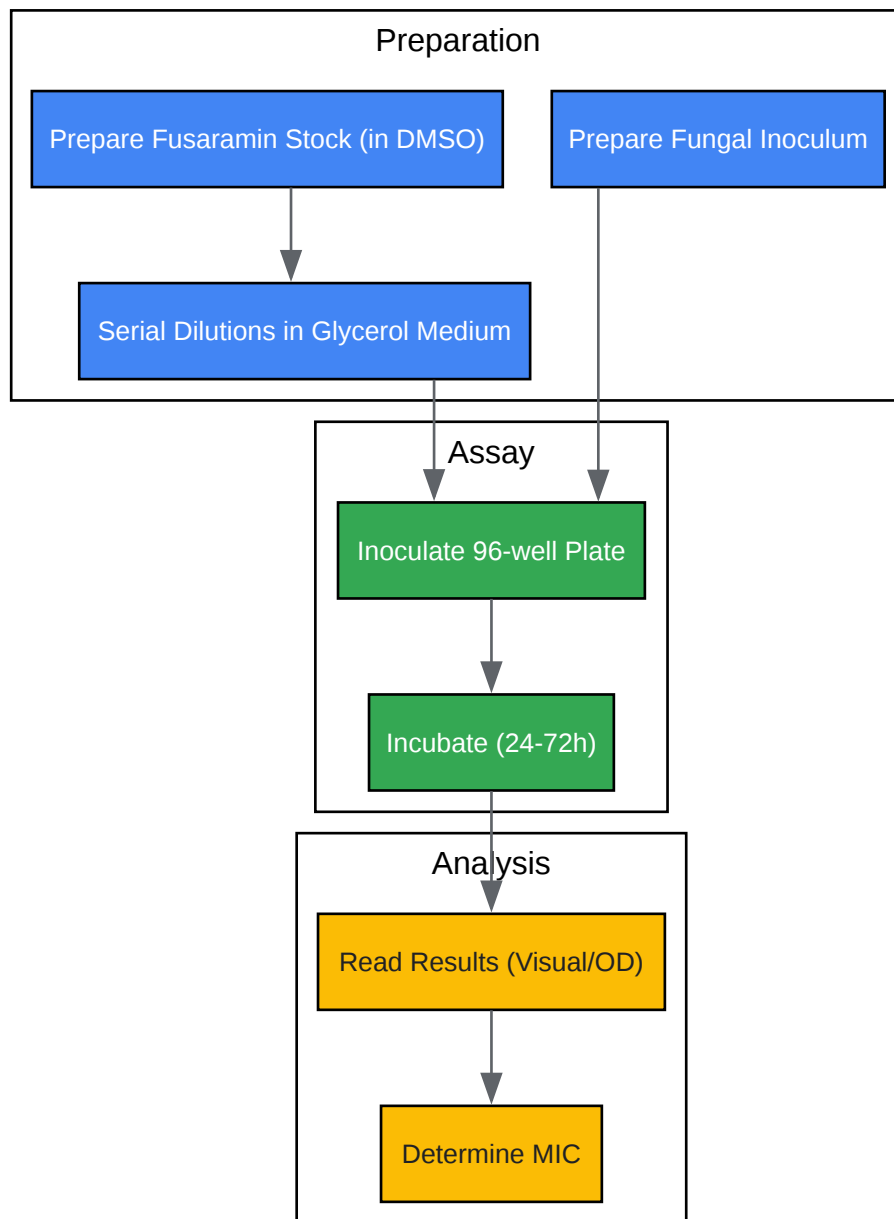 Preparation
Prepare Fusaramin Stock (in DMSO)
Prepare Fungal Inoculum
Serial Dilutions in Glycerol Medium
Assay
Inoculate 96-well Plate
Incubate (24-72h)
Analysis
Read Results (Visual/OD)
Determine MIC